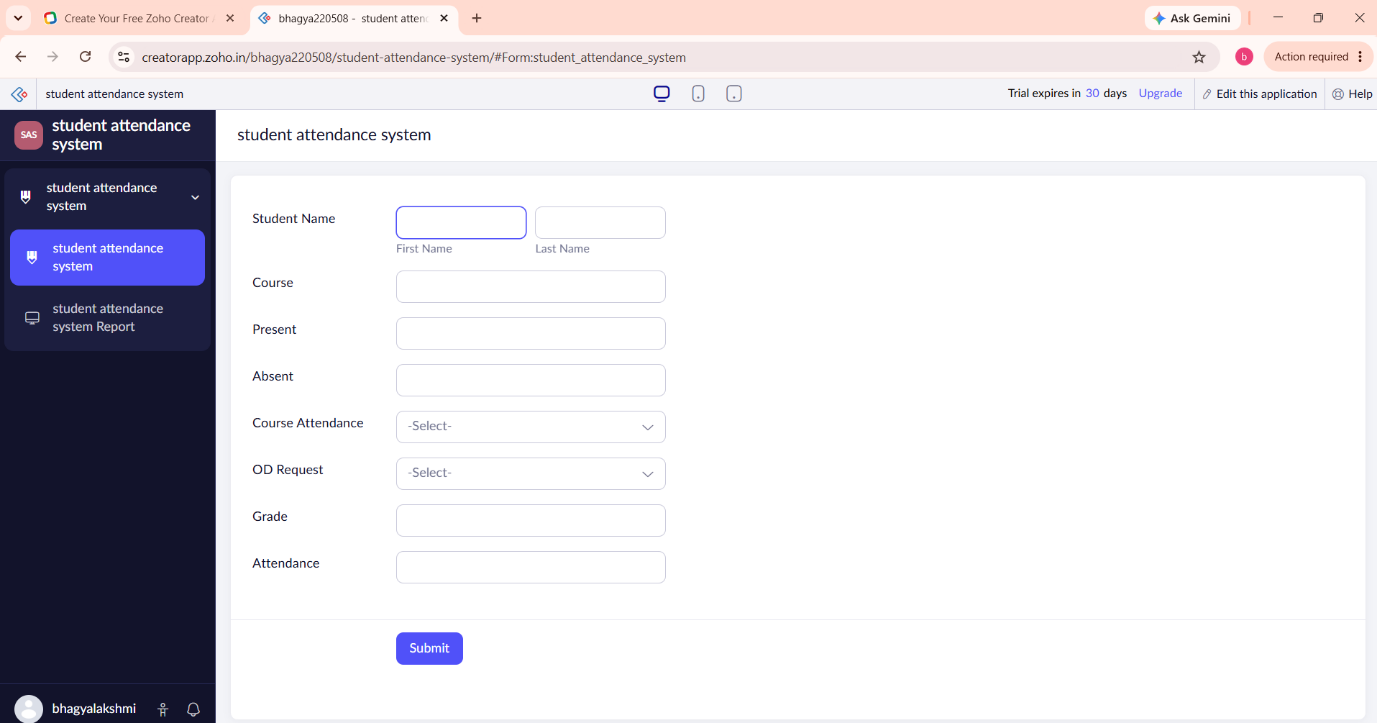 Create Your Free Zoho Creator A
bhagya220508 - student attend
Ask Gemini
creatorapp.zoho.in/bhagya220508/student-attendance-system/#Form:student_attendance_system
b
Action required
student attendance system
Trial expires in 30 days
Upgrade
Edit this application
Help
SAS
student attendance
system
student attendance system
student attendance
system
student attendance
system
student attendance
system Report
Student Name
First Name
Last Name
Course
Present
Absent
Course Attendance
-Select-
OD Request
-Select-
Grade
Attendance
Submit
bhagyalakshmi